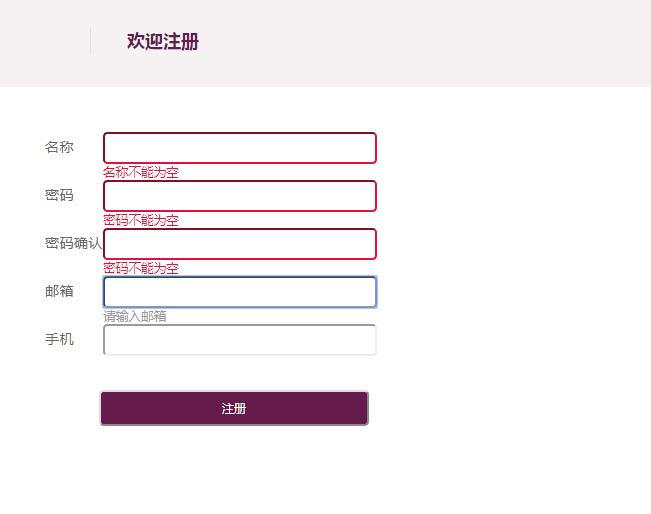 欢迎注册
名称
名称不能为空
密码
密码不能为空
密码确认
密码不能为空
邮箱
请输入邮箱
手机
注册